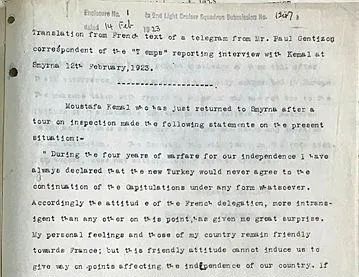 Enclosure No. 1 to 2nd Light Cruiser Squadron Submission No.
dated 14 Feb 1923
Translation from French text of a telegram from Mr. Paul Gentizon
correspondent of the "Temps" reporting interview with Kemal at
Smyrna 12th February,1923.
Moustafa Kemal who has just returned to Smyrna after a
tour on inspection made the following statements on the present
situation:-
" During the four years of warfare for our independence I have
always declared that the new Turkey would never agree to the
continuation of the Capitulations under any form whatsoever.
Accordingly the attitude of the French delegation, more intran-
sigent than any other on this point,has given me great surprise.
My personal feelings and those of my country remain friendly
towards France; but this friendly attitude cannot induce us to
give way on points affecting the independence of our country. If